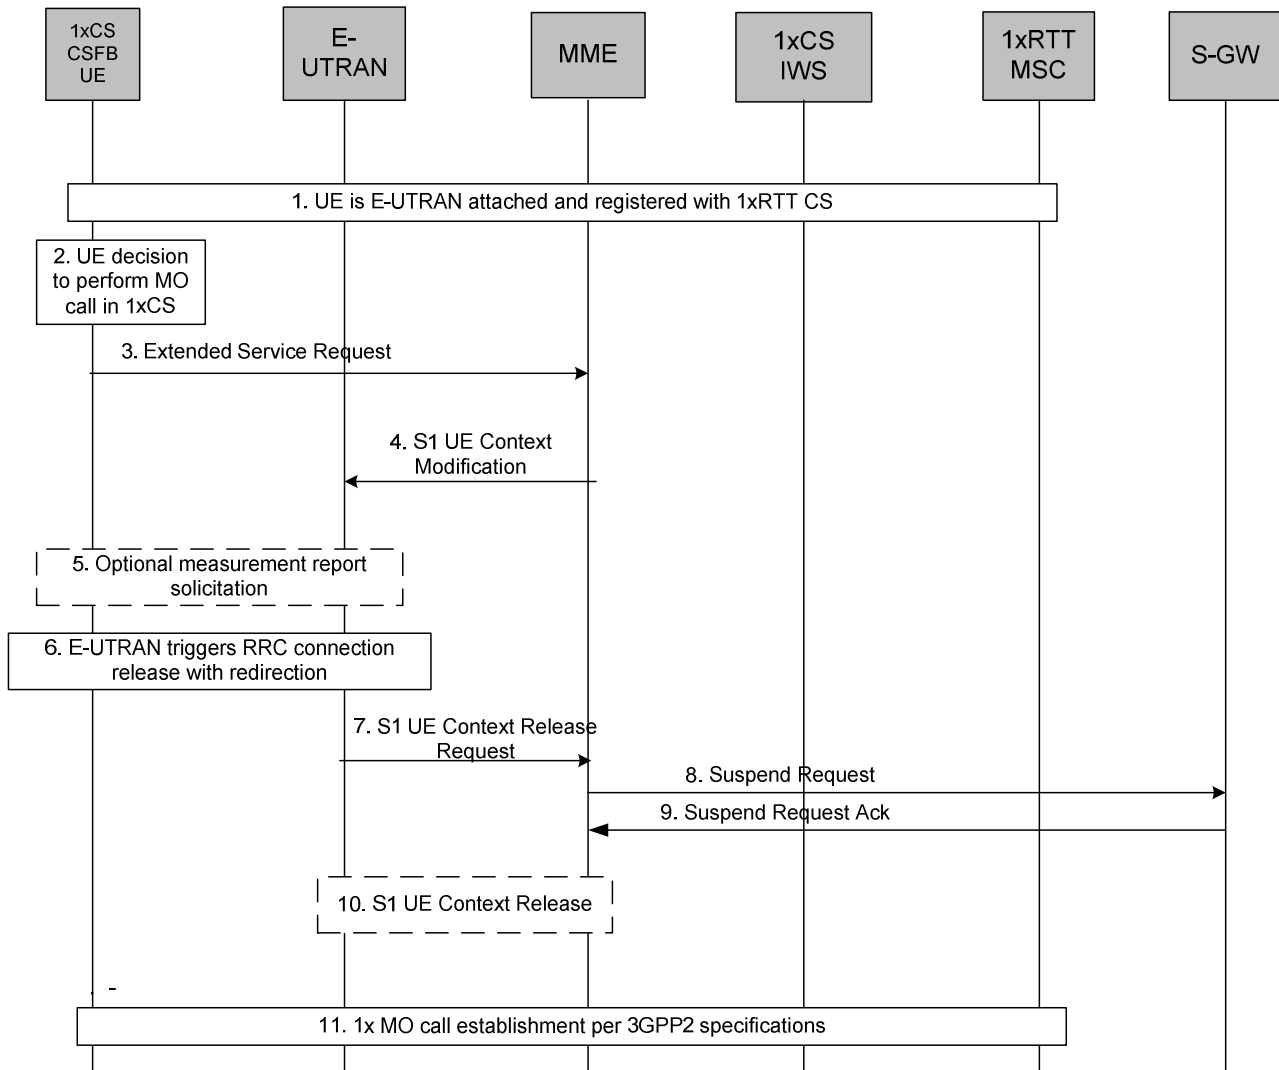 1xCS
CSFB
UE
E-
UTRAN
MME
1xCS
IWS
1xRTT
MSC
S-GW
1. UE is E-UTRAN attached and registered with 1xRTT CS
2. UE decision
to perform MO
call in 1xCS
3. Extended Service Request
4. S1 UE Context
Modification
5. Optional measurement report
solicitation
6. E-UTRAN triggers RRC connection
release with redirection
7. S1 UE Context Release
Request
8. Suspend Request
9. Suspend Request Ack
10. S1 UE Context Release
. -
11. 1x MO call establishment per 3GPP2 specifications